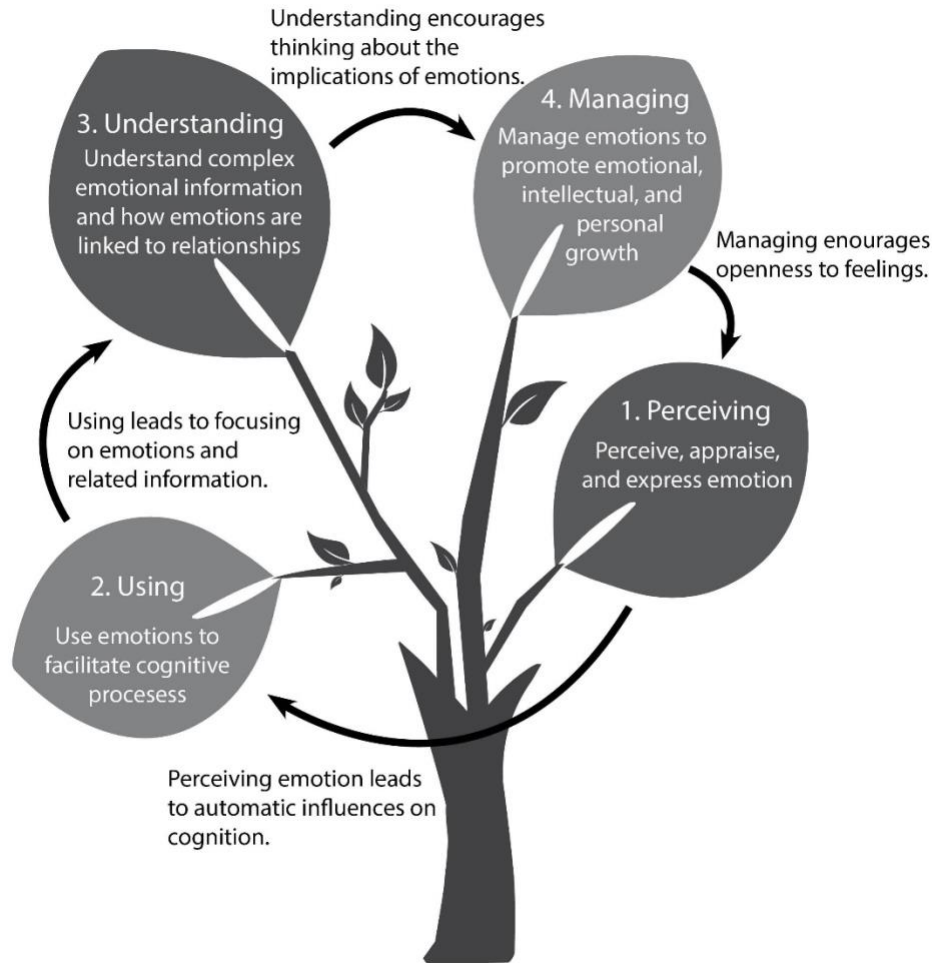 Understanding encourages
thinking about the
implications of emotions.
3. Understanding
Understand complex
emotional information
and how emotions are
linked to relationships
4. Managing
Manage emotions to
promote emotional,
intellectual, and
personal
growth
Managing enourages
openness to feelings.
1. Perceiving
Perceive, appraise,
and express emotion
Using leads to focusing
on emotions and
related information.
2. Using
Use emotions to
facilitate cognitive
procesess
Perceiving emotion leads
to automatic influences on
cognition.